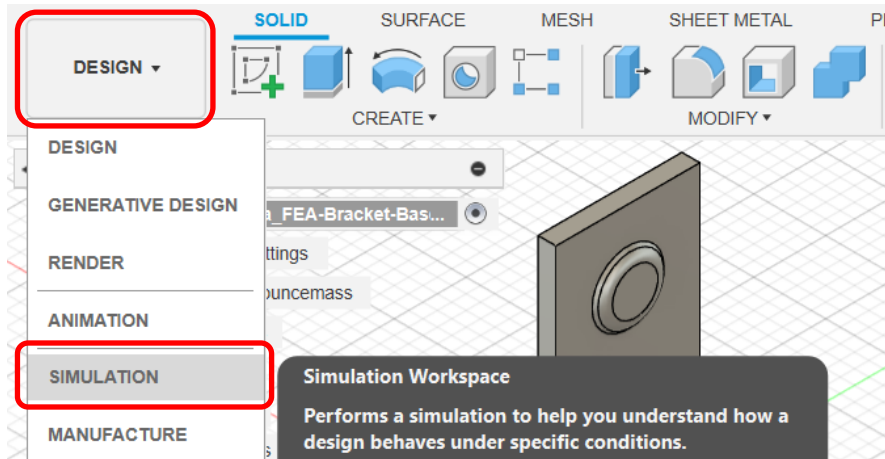 SOLID SURFACE MESH SHEET METAL
DESIGN
CREATE MODIFY
DESIGN
GENERATIVE DESIGN
_FEA-Bracket-Bas...
RENDER
ttings
ouncemass
ANIMATION
SIMULATION
MANUFACTURE
Simulation Workspace
Performs a simulation to help you understand how a
design behaves under specific conditions.